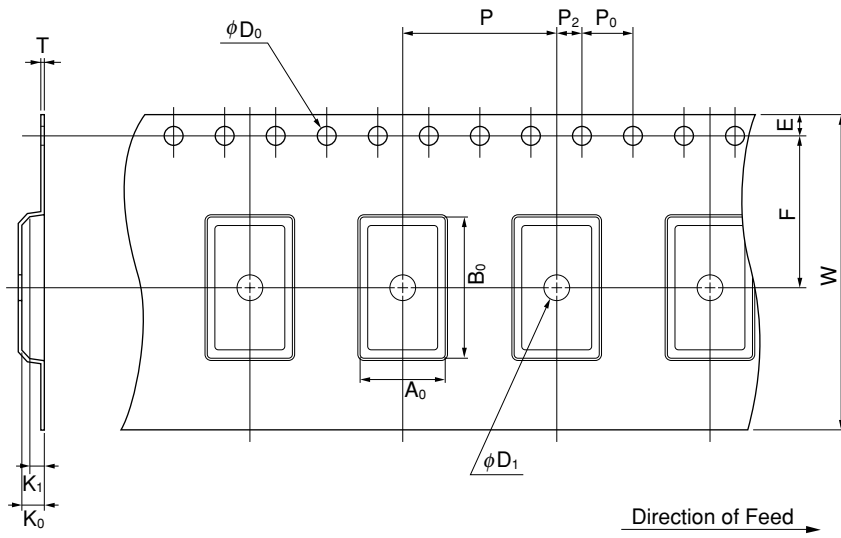 P
P2
P0
T
ϕD0
E
F
W
B0
A0
K1
K0
ϕD1
Direction of Feed